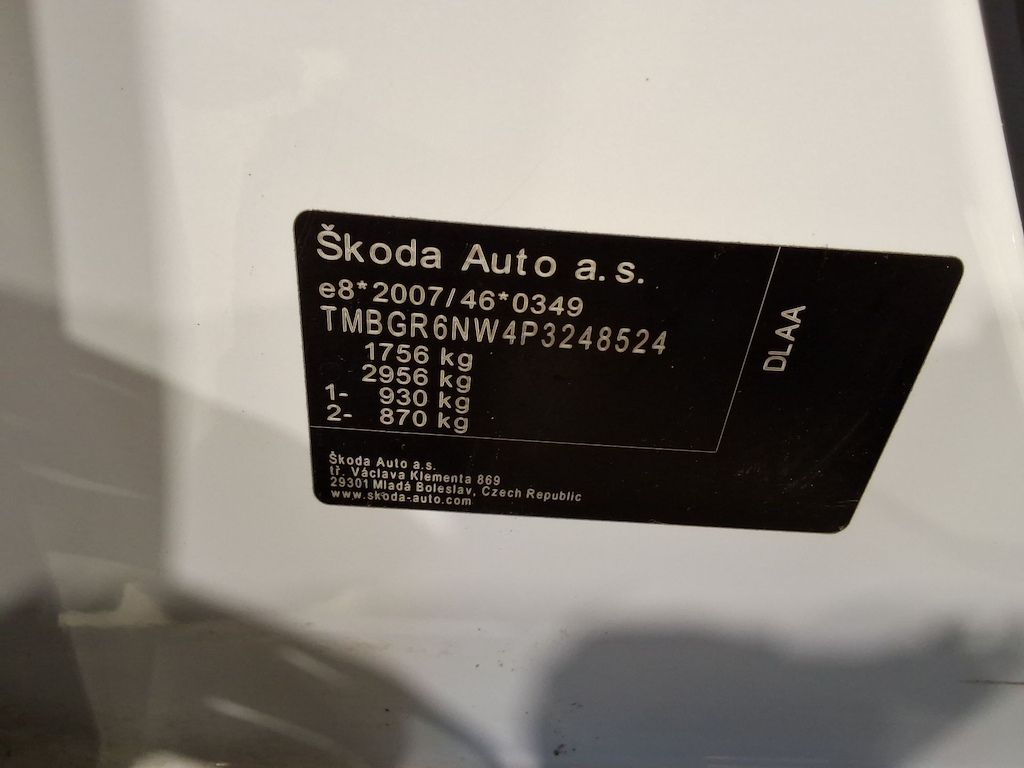 Škoda Auto a.s.
e8*2007/46*0349
TMBGR6NW4P3248524
1756 kg
2956 kg
1- 930 kg
2- 870 kg
DLAA
Škoda Auto a.s.
tř. Václava Klementa 869
29301 Mladá Boleslav, Czech Republic
www.skoda-auto.com